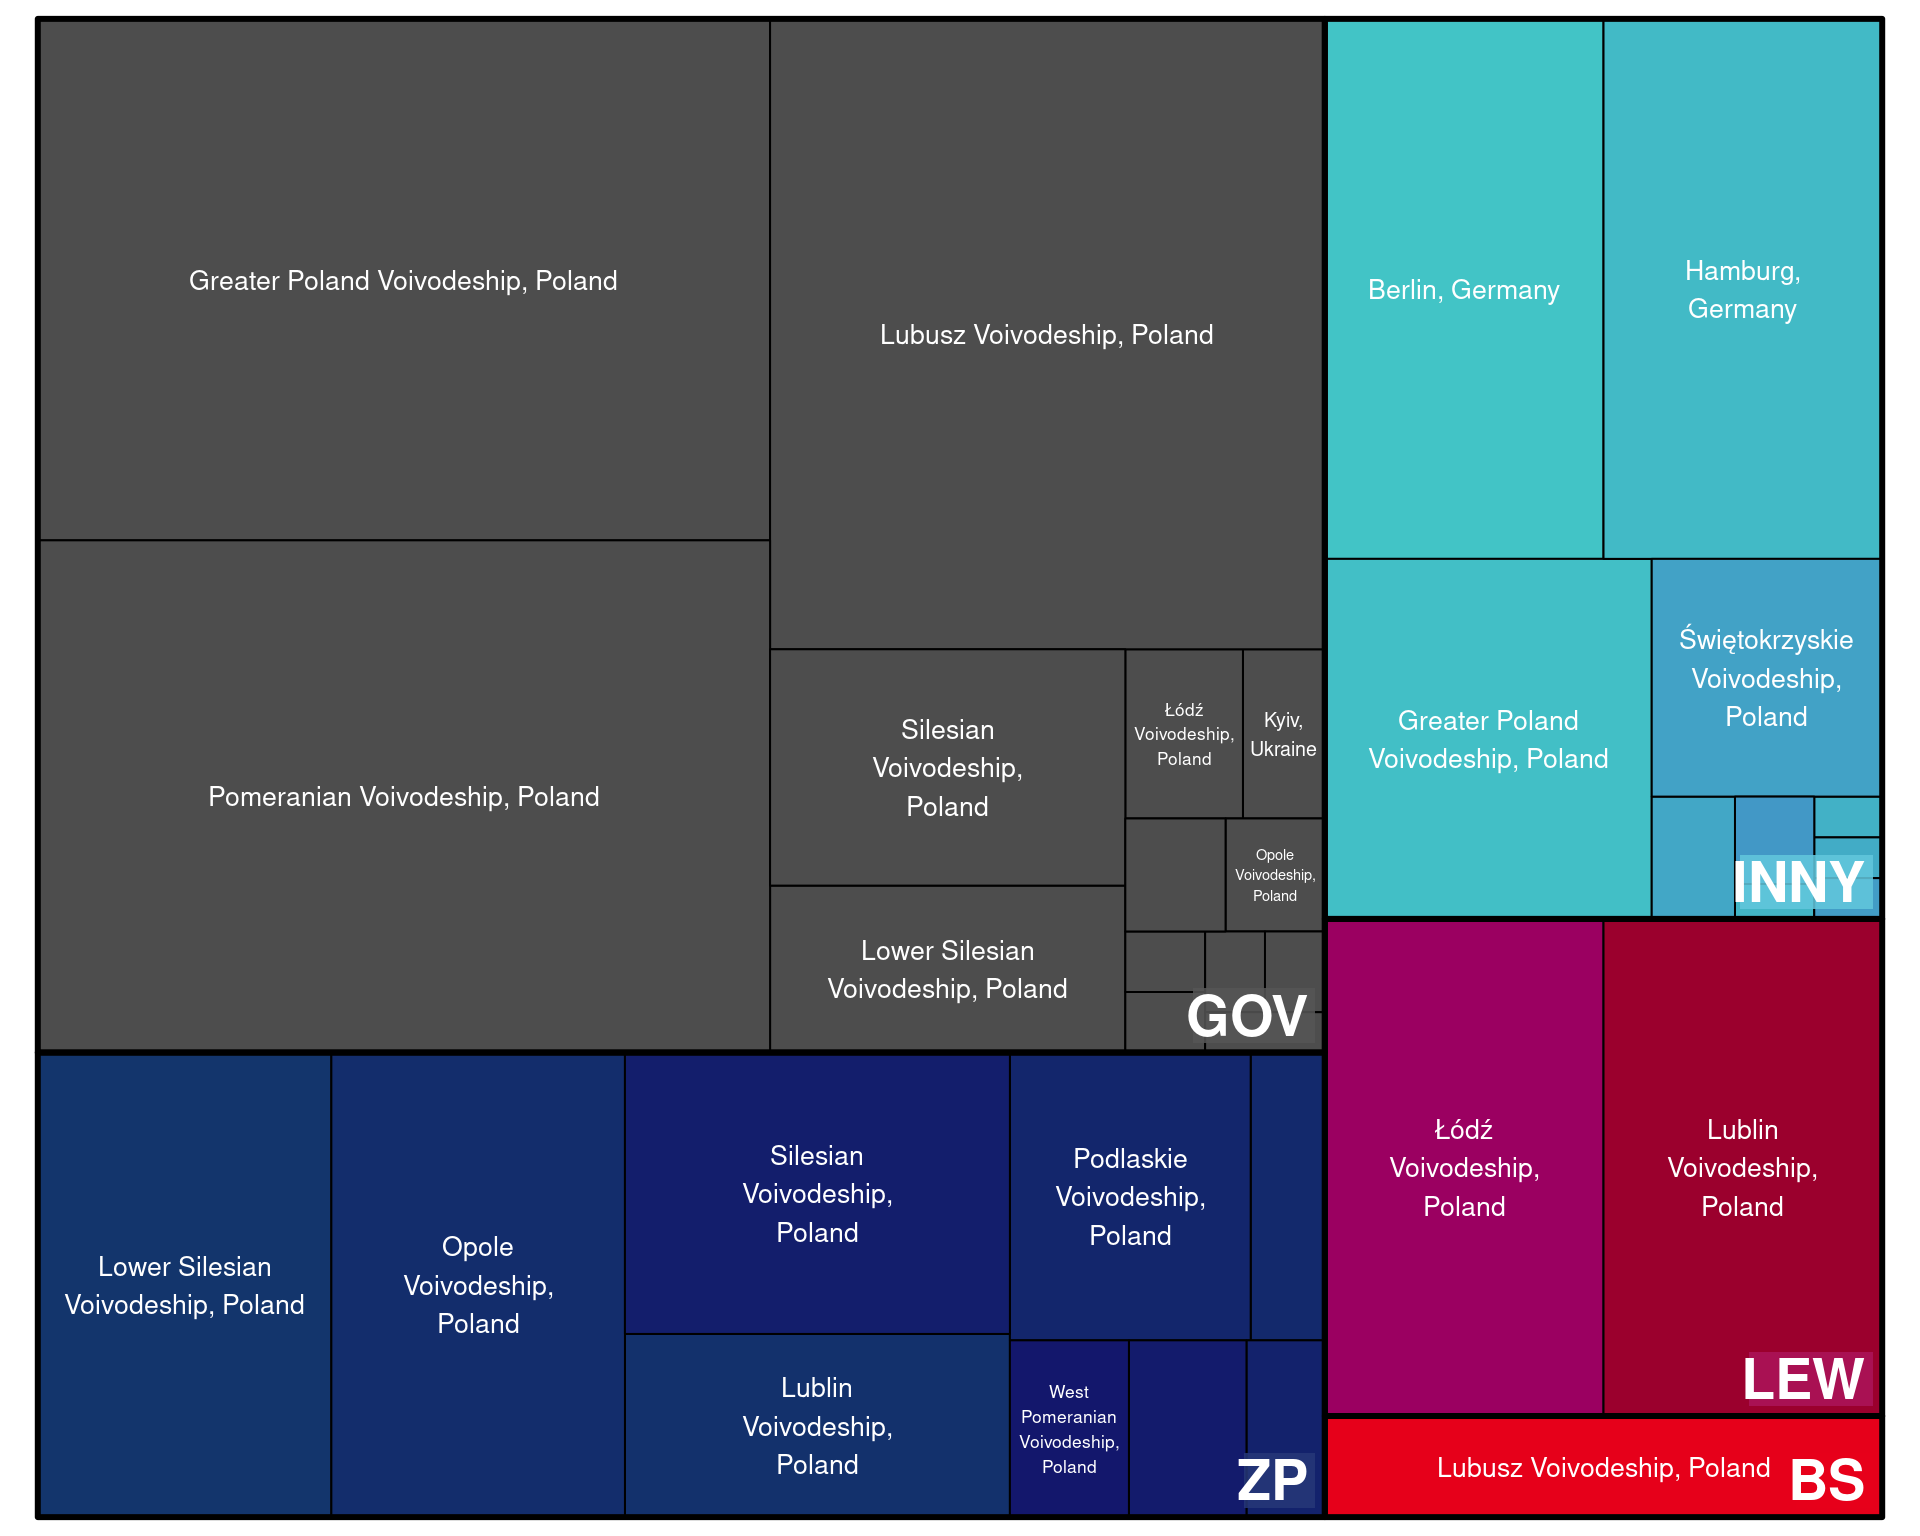 Greater Poland Voivodeship, Poland
Lubusz Voivodeship, Poland
Pomeranian Voivodeship, Poland
Silesian
Voivodeship,
Poland
Łódź
Voivodeship,
Poland
Kyiv,
Ukraine
Opole
Voivodeship,
Poland
Lower Silesian
Voivodeship, Poland
GOV
Berlin, Germany
Hamburg,
Germany
Greater Poland
Voivodeship, Poland
Świętokrzyskie
Voivodeship,
Poland
INNY
Lower Silesian
Voivodeship, Poland
Opole
Voivodeship,
Poland
Silesian
Voivodeship,
Poland
Lublin
Voivodeship,
Poland
Podlaskie
Voivodeship,
Poland
West
Pomeranian
Voivodeship,
Poland
ZP
Łódź
Voivodeship,
Poland
Lublin
Voivodeship,
Poland
LEW
Lubusz Voivodeship, Poland
BS